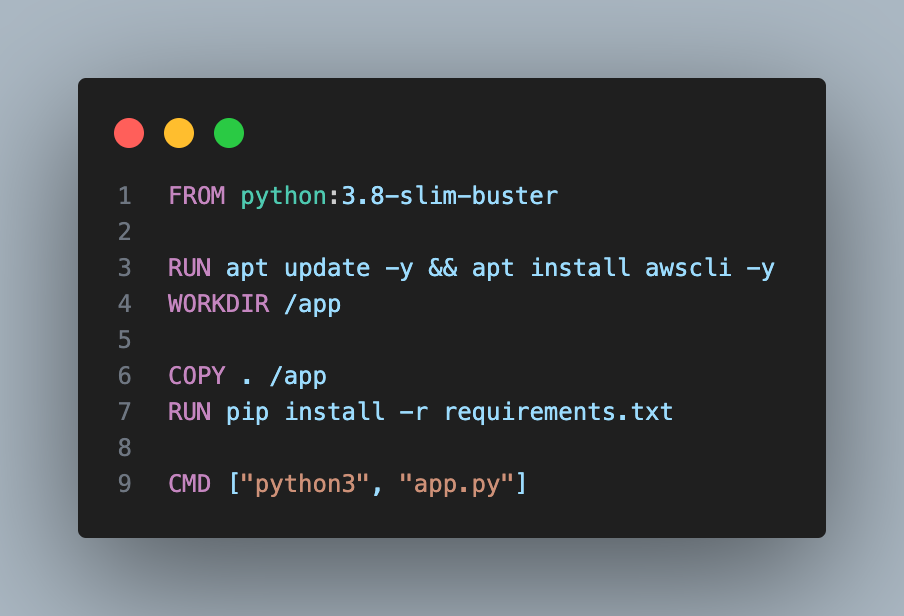 1 FROM python:3.8-slim-buster
2
3 RUN apt update -y && apt install awscli -y
4 WORKDIR /app
5
6 COPY . /app
7 RUN pip install -r requirements.txt
8
9 CMD ["python3", "app.py"]